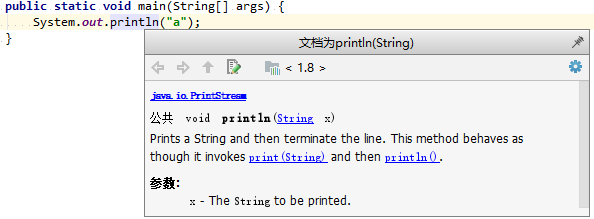 public static void main(String[] args) {
System.out.println("a");
}
文档为println(String)
< 1.8 >
java.io.PrintStream
公共 void println(String x)
Prints a String and then terminate the line. This method behaves as
though it invokes print(String) and then println().
参数:
x - The String to be printed.